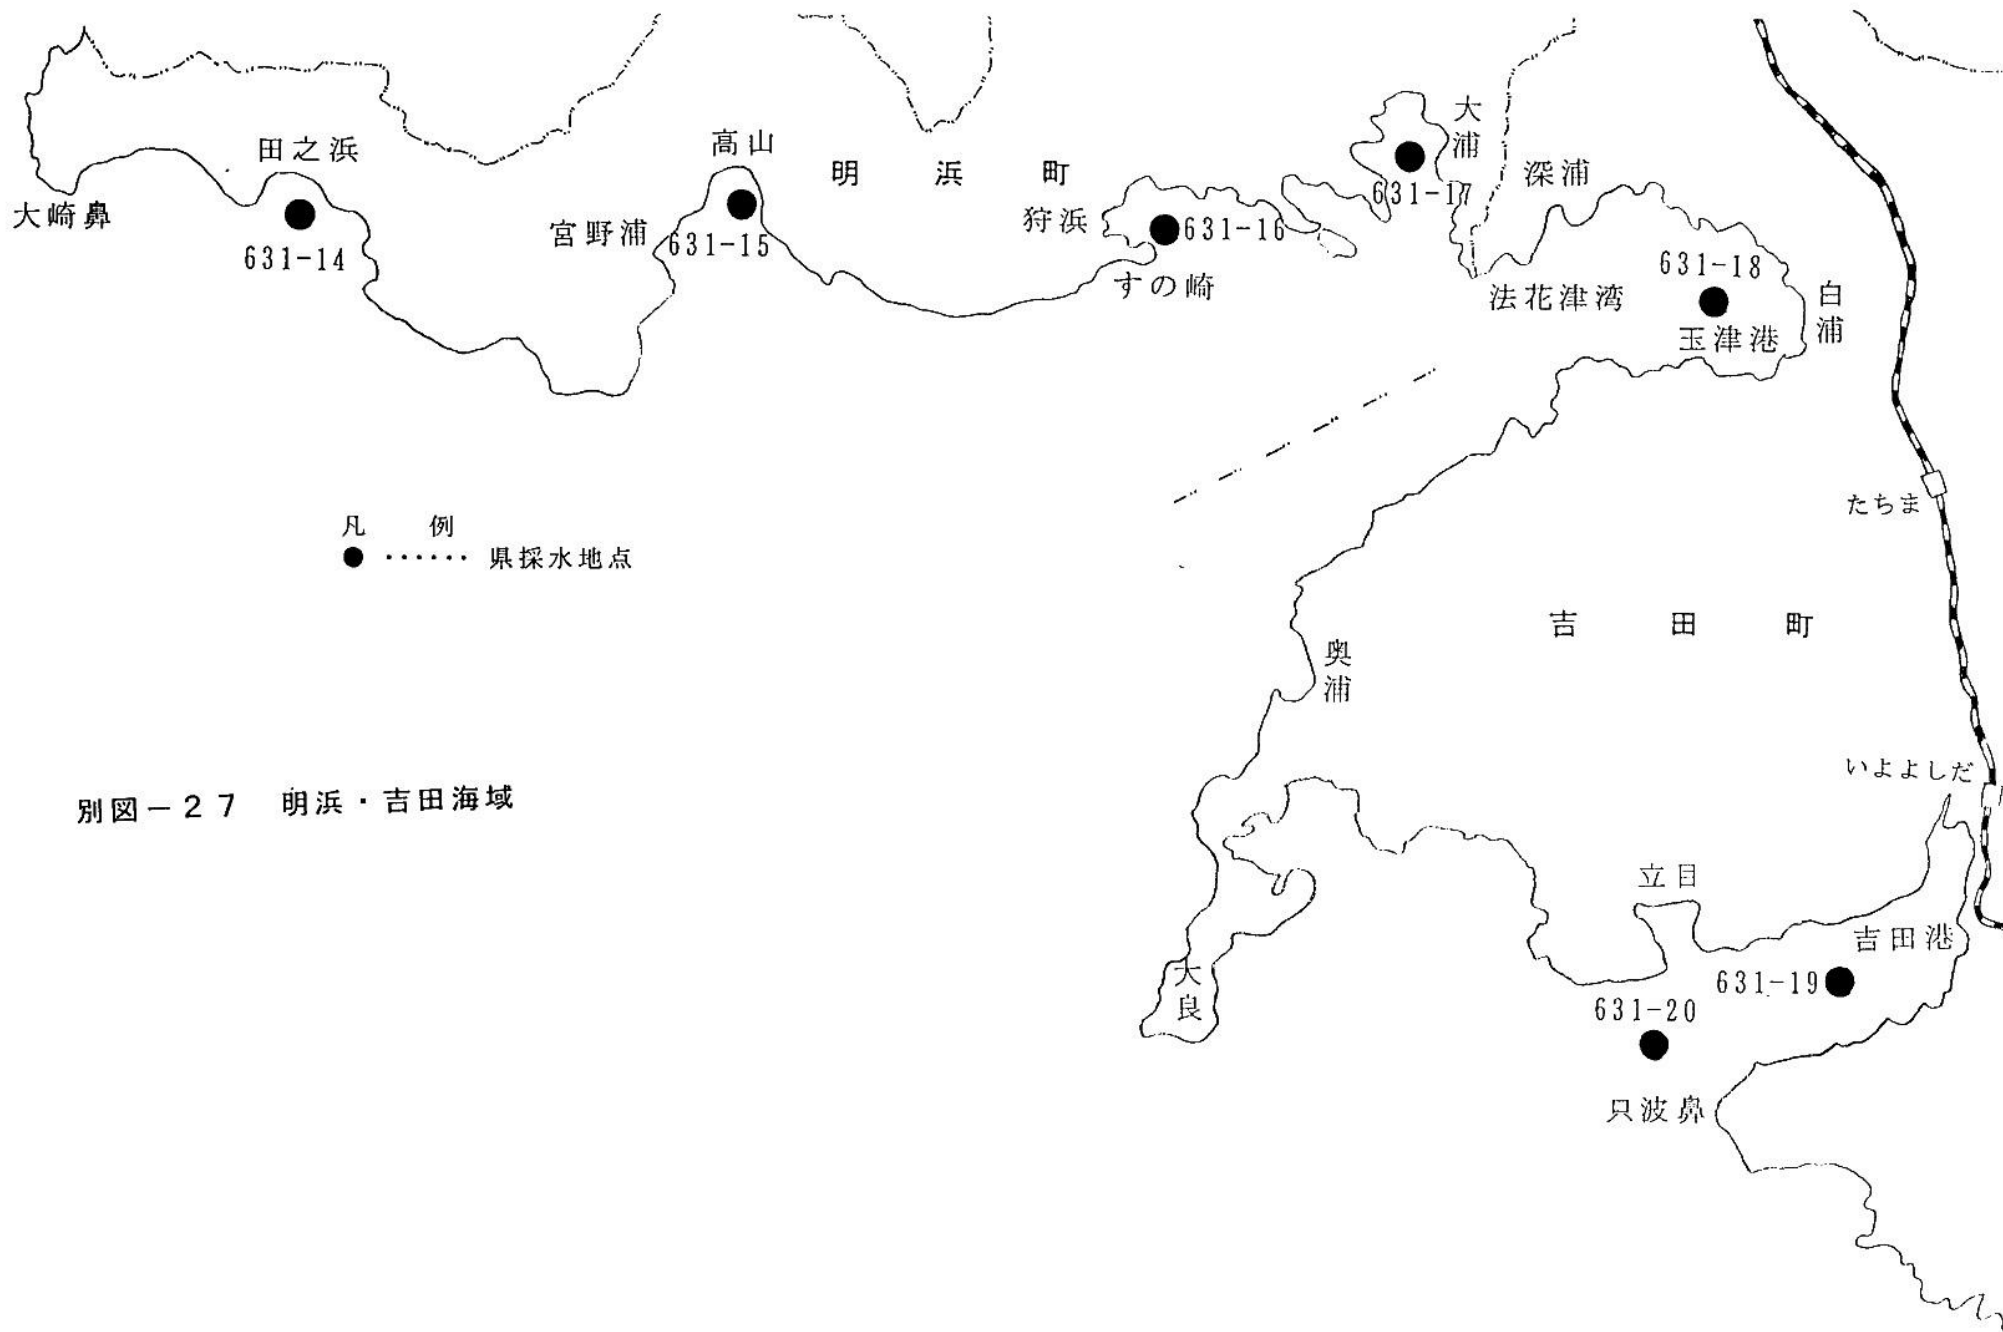 大浦
高山
田之浜
明浜町
深浦
631-17
大崎鼻
狩浜
宮野浦
631-16
631-15
631-14
631-18
すの崎
法花津湾
白浦
玉津港
たちま
凡例
●‥‥‥県採水地点
吉田町
奥浦
いよよしだ
別図－27 明浜・吉田海域
立目
吉田港
大良
631-19
631-20
只波鼻